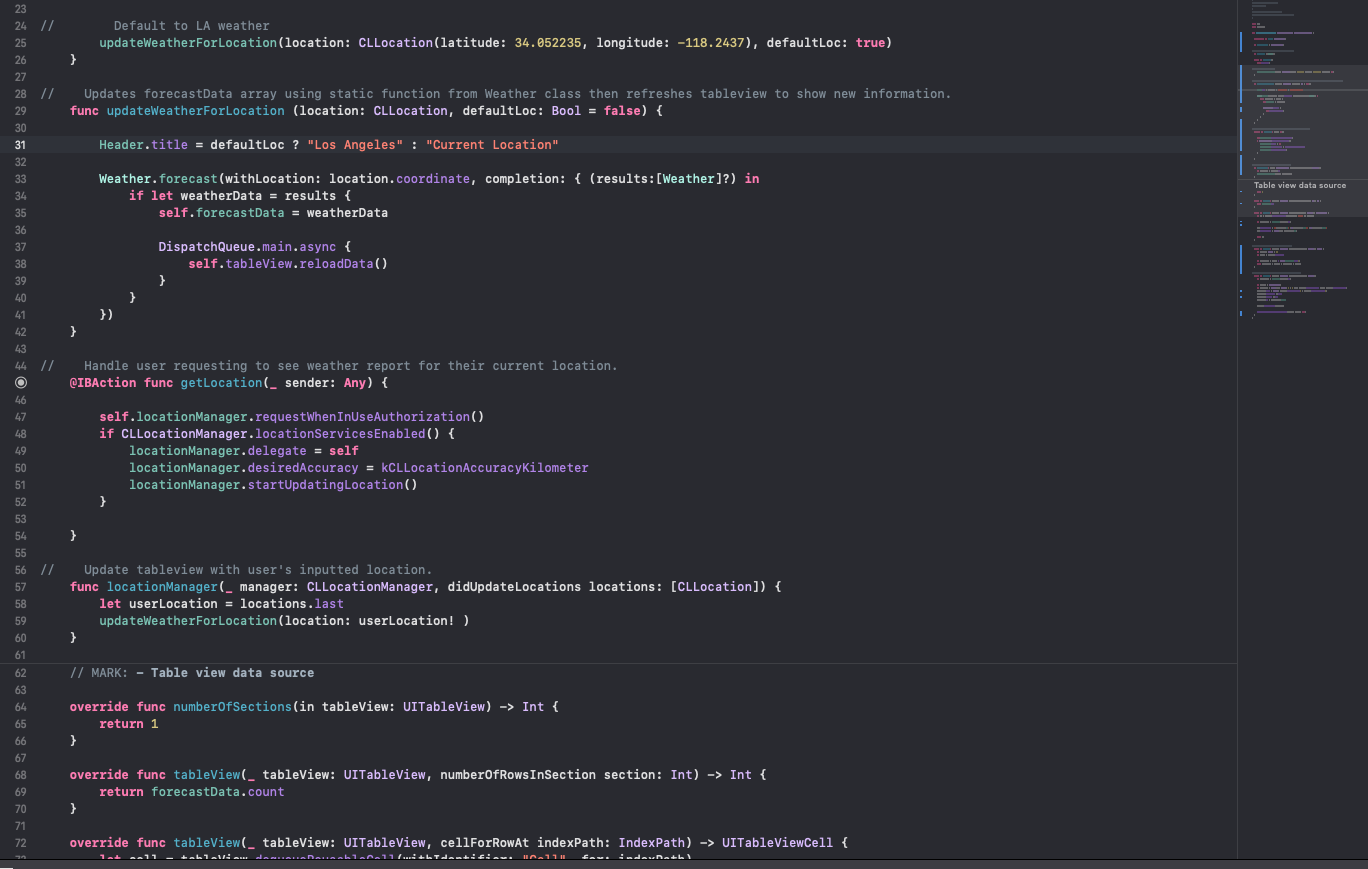 23
24 // Default to LA weather
25 updateWeatherForLocation(location: CLLocation(latitude: 34.052235, longitude: -118.2437), defaultLoc: true)
26 }
27
28 // Updates forecastData array using static function from Weather class then refreshes tableview to show new information.
29 func updateWeatherForLocation (location: CLLocation, defaultLoc: Bool = false) {
30
31 Header.title = defaultLoc ? "Los Angeles" : "Current Location"
32
33 Weather.forecast(withLocation: location.coordinate, completion: { (results:[Weather]?) in
34 if let weatherData = results {
35 self.forecastData = weatherData
36
37 DispatchQueue.main.async {
38 self.tableView.reloadData()
39 }
40 }
41 })
42 }
43
44 // Handle user requesting to see weather report for their current location.
@IBAction func getLocation(_ sender: Any) {
46
47 self.locationManager.requestWhenInUseAuthorization()
48 if CLLocationManager.locationServicesEnabled() {
49 locationManager.delegate = self
50 locationManager.desiredAccuracy = kCLLocationAccuracyKilometer
51 locationManager.startUpdatingLocation()
52 }
53
54 }
55
56 // Update tableview with user's inputted location.
57 func locationManager(_ manager: CLLocationManager, didUpdateLocations locations: [CLLocation]) {
58 let userLocation = locations.last
59 updateWeatherForLocation(location: userLocation! )
60 }
61
62 // MARK: - Table view data source
63
64 override func numberOfSections(in tableView: UITableView) -> Int {
65 return 1
66 }
67
68 override func tableView(_ tableView: UITableView, numberOfRowsInSection section: Int) -> Int {
69 return forecastData.count
70 }
71
72 override func tableView(_ tableView: UITableView, cellForRowAt indexPath: IndexPath) -> UITableViewCell {
73 let cell = tableView.dequeueReusableCell(withIdentifier: "Cell", for: indexPath)
Table view data source